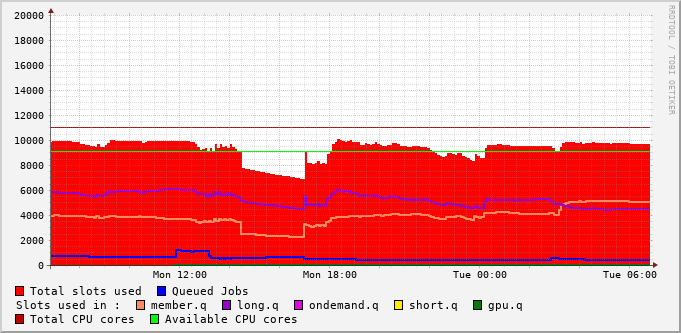 RRDTOOL / TOBI OETIKER
20000
18000
16000
14000
12000
10000
8000
6000
4000
2000
0
Mon 12:00 Mon 18:00 Tue 00:00 Tue 06:00
Total slots used Queued Jobs
Slots used in : member.q long.q ondemand.q short.q gpu.q
Total CPU cores Available CPU cores